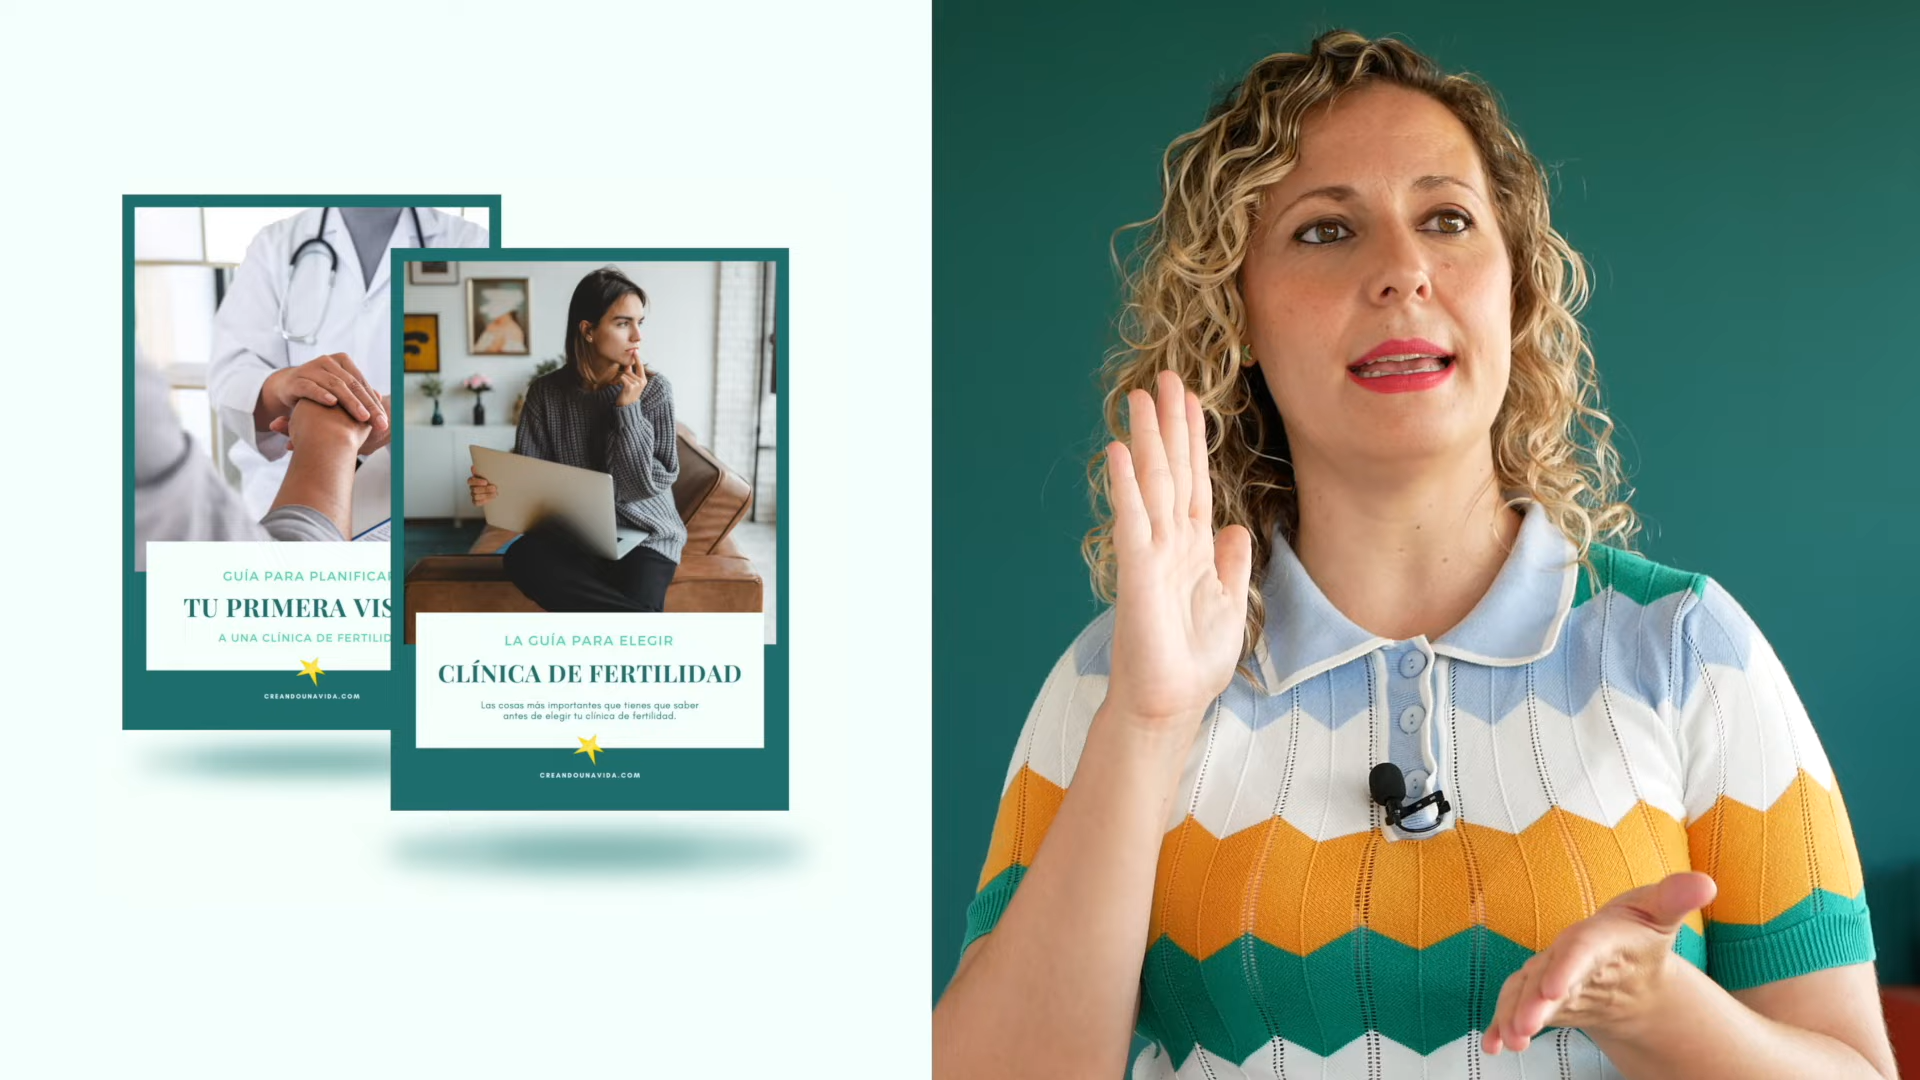 GUÍA PARA PLANIFICAR
TU PRIMERA VIS
A UNA CLÍNICA DE FERTILID
CREANDOUNAVIDA.COM
LA GUÍA PARA ELEGIR
CLÍNICA DE FERTILIDAD
Las cosas más importantes que tienes que saber
antes de elegir tu clínica de fertilidad.
CREANDOUNAVIDA.COM